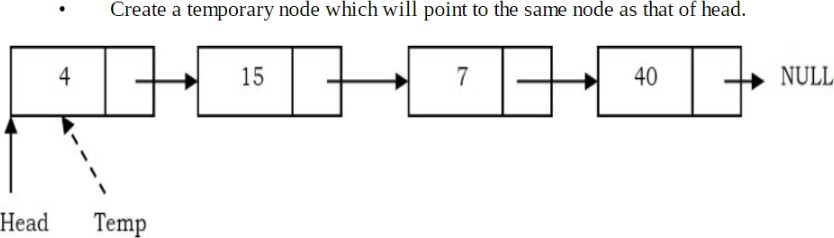 • Create a temporary node which will point to the same node as that of head.
4 15 7 40 NULL
Head Temp